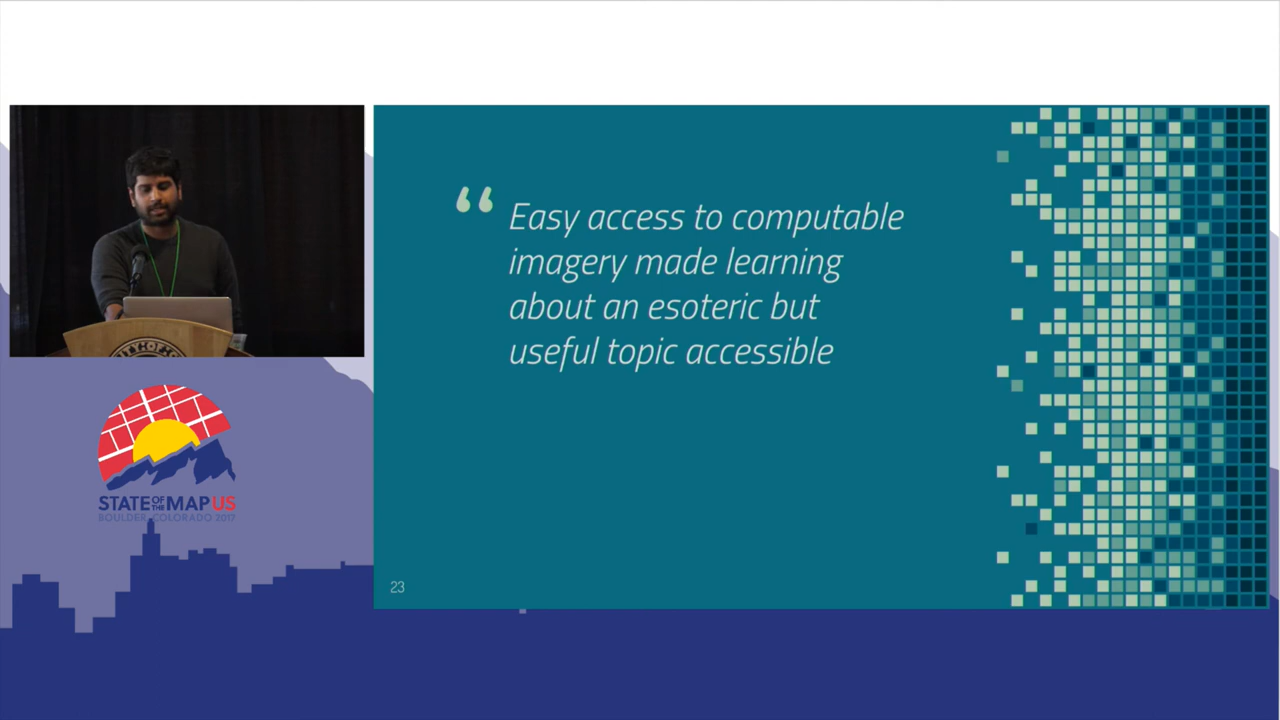 “
Easy access to computable
imagery made learning
about an esoteric but
useful topic accessible
23
STATE OF THE MAP US
BOULDER, COLORADO 2017